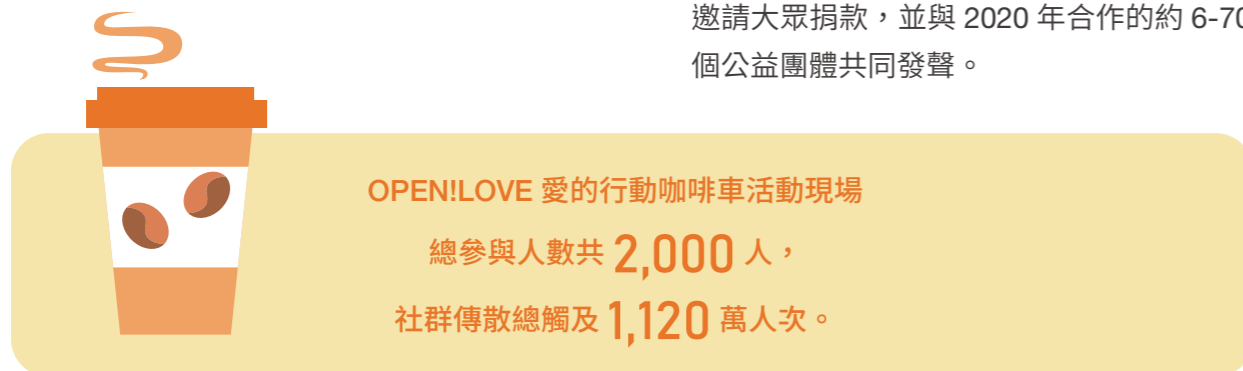 邀請大眾捐款，並與 2020 年合作的約 6-70
個公益團體共同發聲。
OPEN!LOVE 愛的行動咖啡車活動現場
總參與人數共 2,000 人，
社群傳散總觸及 1,120 萬人次。